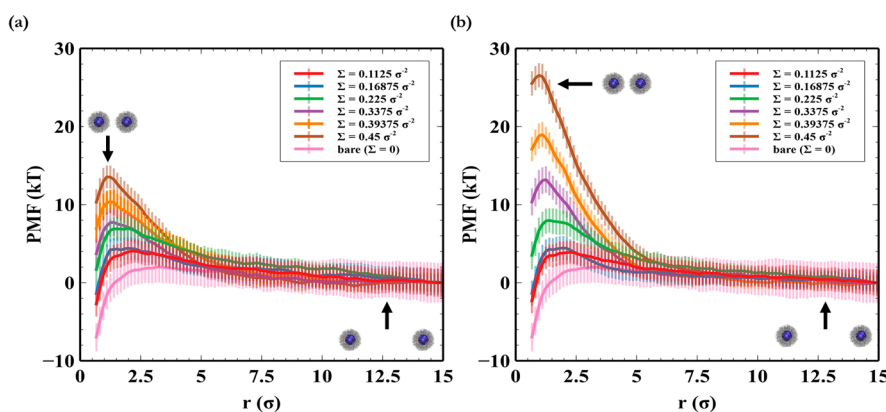 (a)
30
20
10
0
−10
PMF (kT)
Σ = 0.1125 σ⁻²
Σ = 0.16875 σ⁻²
Σ = 0.225 σ⁻²
Σ = 0.3375 σ⁻²
Σ = 0.39375 σ⁻²
Σ = 0.45 σ⁻²
bare (Σ = 0)
0 2.5 5 7.5 10 12.5 15
r (σ)
(b)
30
20
10
0
−10
PMF (kT)
Σ = 0.1125 σ⁻²
Σ = 0.16875 σ⁻²
Σ = 0.225 σ⁻²
Σ = 0.3375 σ⁻²
Σ = 0.39375 σ⁻²
Σ = 0.45 σ⁻²
bare (Σ = 0)
0 2.5 5 7.5 10 12.5 15
r (σ)